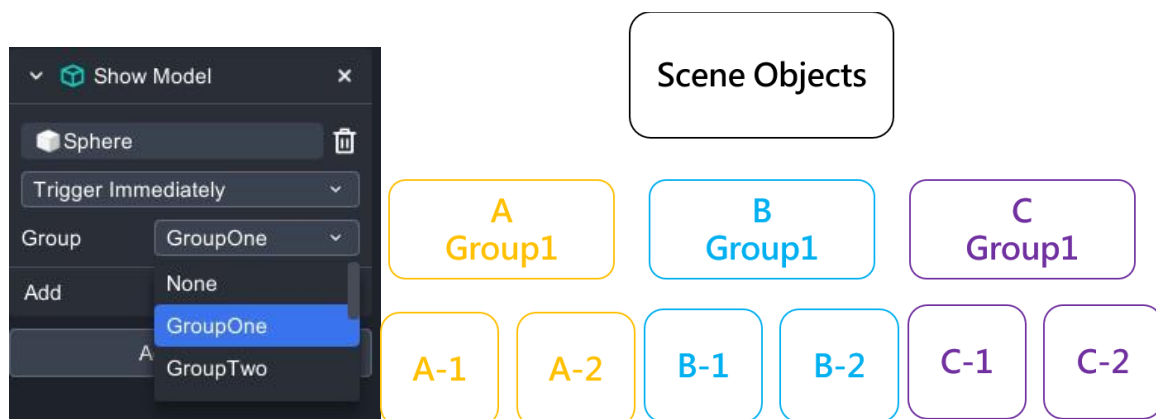 Show Model
Sphere
Trigger Immediately
Group GroupOne
None
Add
GroupOne
A
GroupTwo
Scene Objects
A
Group1
B
Group1
C
Group1
A-1 A-2 B-1 B-2 C-1 C-2